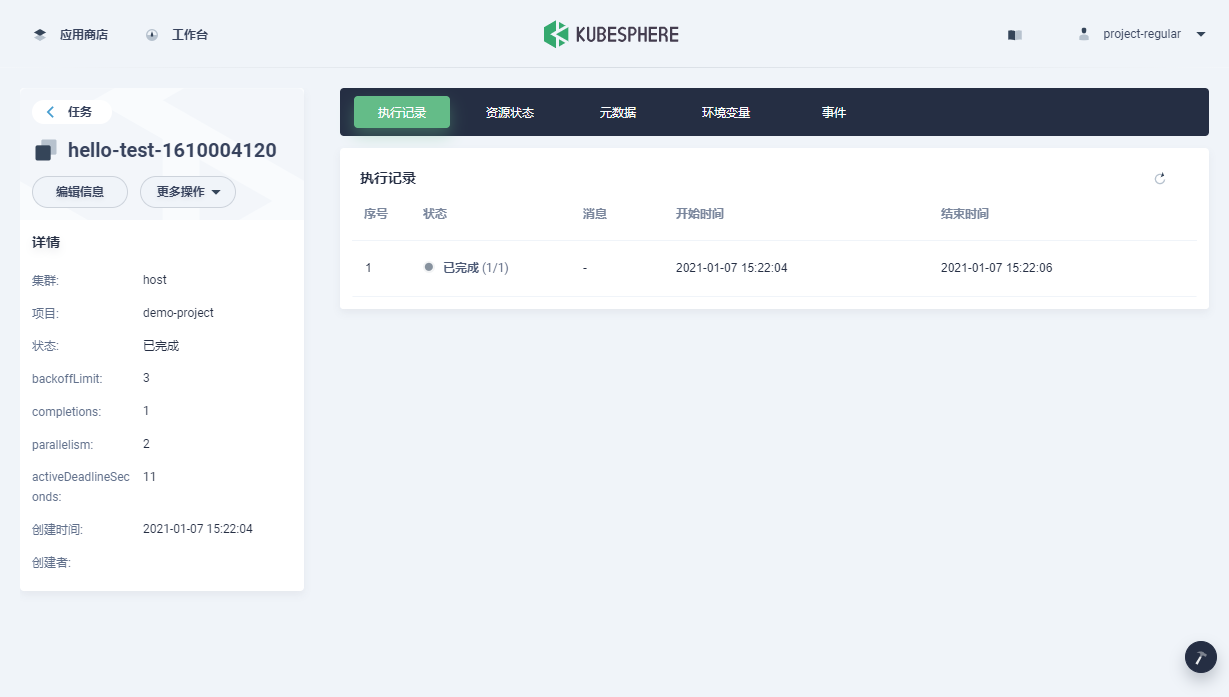 应用商店
工作台
KUBESPHERE
project-regular
任务
hello-test-1610004120
编辑信息
更多操作
详情
集群: host
项目: demo-project
状态: 已完成
backoffLimit: 3
completions: 1
parallelism: 2
activeDeadlineSec 11
onds:
创建时间: 2021-01-07 15:22:04
创建者:
执行记录 资源状态 元数据 环境变量 事件
执行记录
序号 状态 消息 开始时间 结束时间
1 已完成 (1/1) - 2021-01-07 15:22:04 2021-01-07 15:22:06